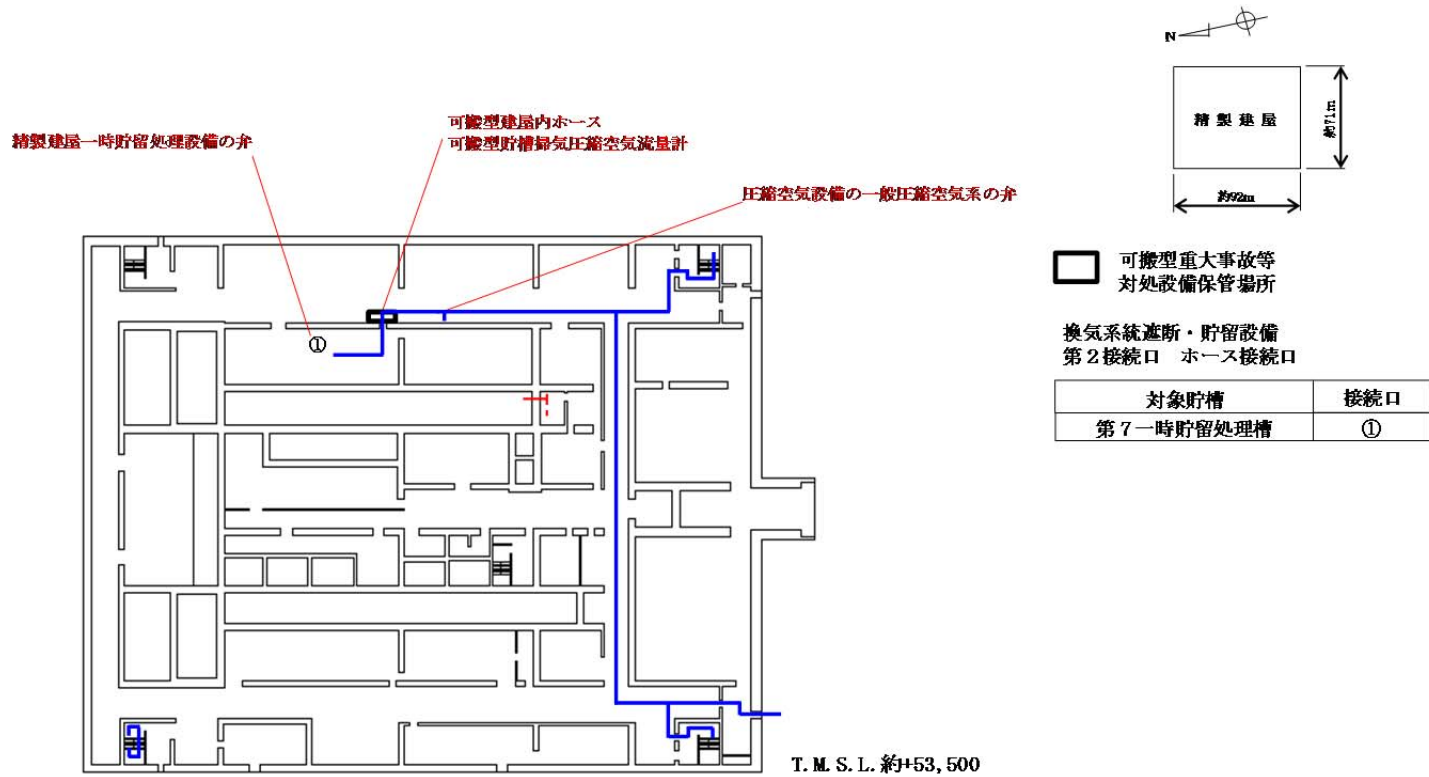 N
精製建屋
約71m
約92m
可搬型建屋内ホース
可搬型貯槽掃気圧縮空気流量計
精製建屋一時貯留処理設備の弁
圧縮空気設備の一般圧縮空気系の弁
①
可搬型重大事故等
対処設備保管場所
換気系統遮断・貯留設備
第2接続口 ホース接続口
対象貯槽 接続口
第7一時貯留処理槽 ①
T.M.S.L.約+53,500